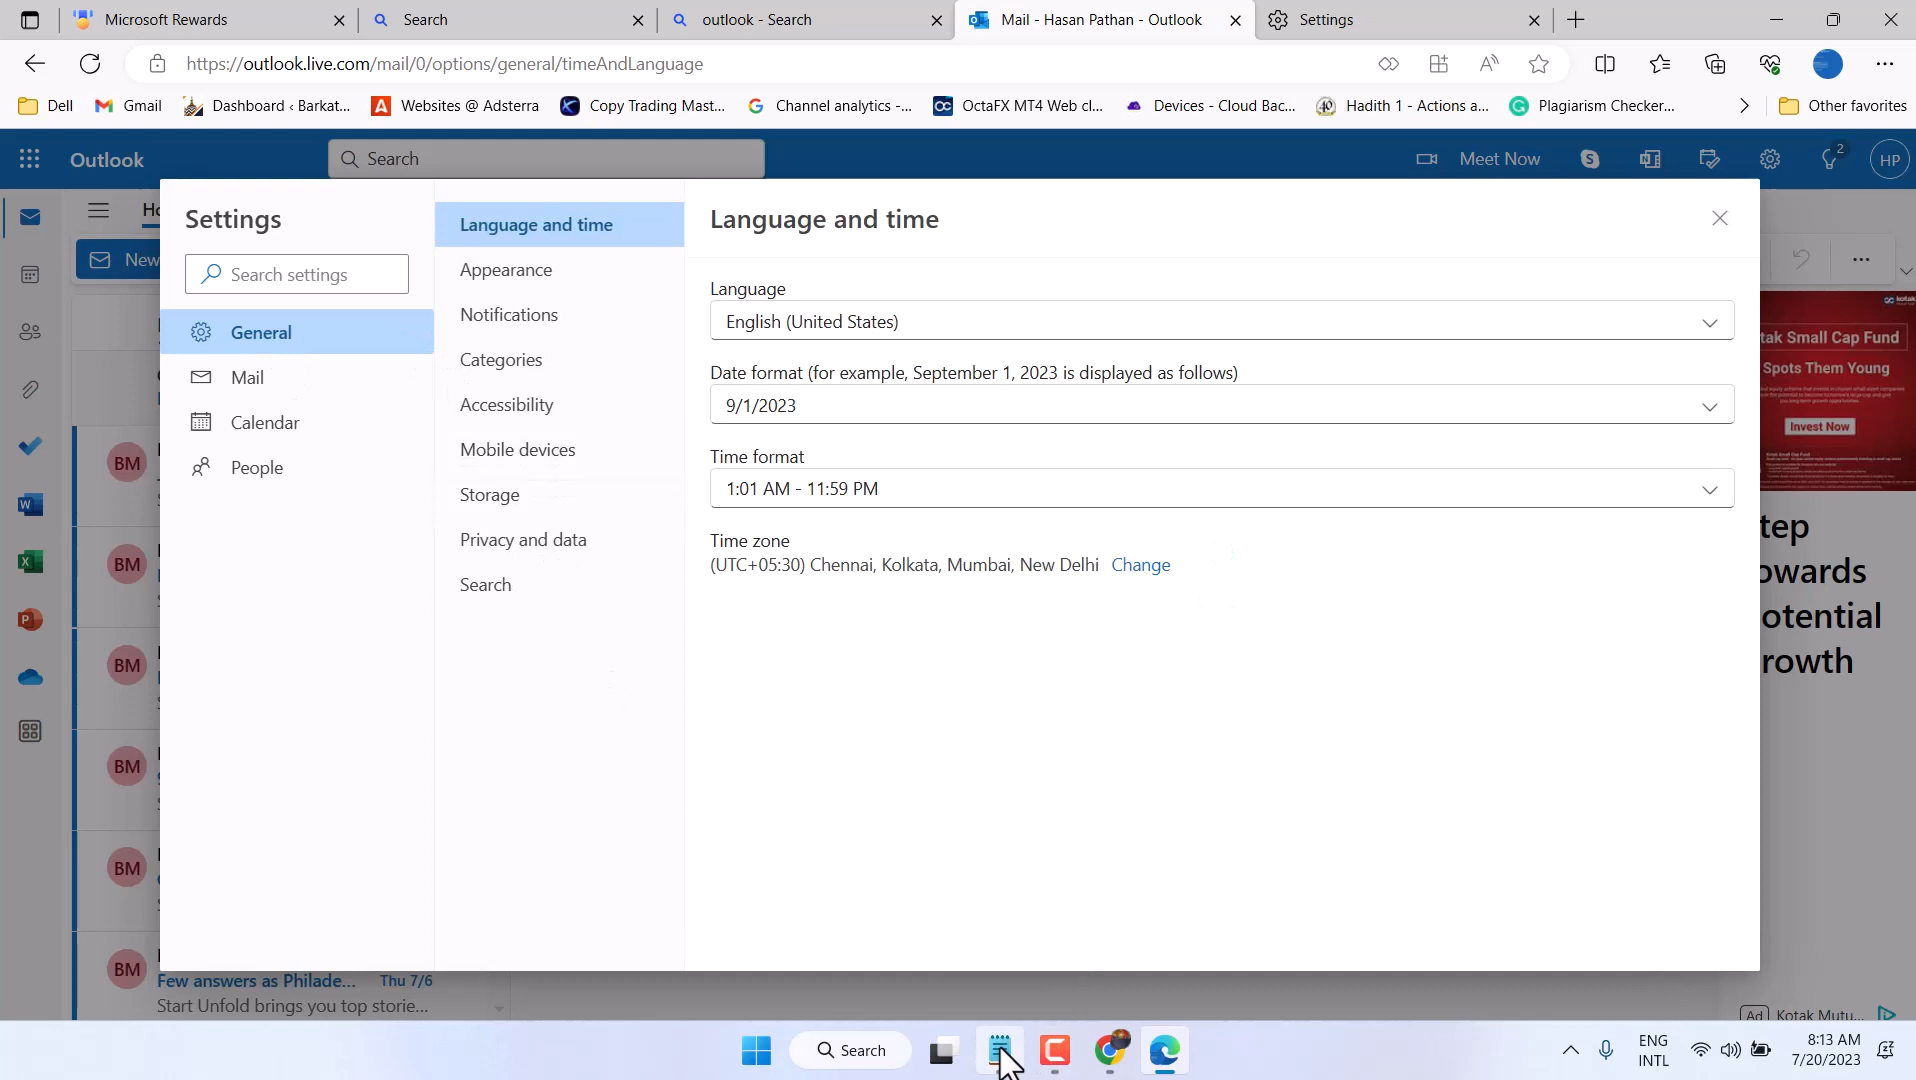 Microsoft Rewards
Search
outlook - Search
Mail - Hasan Pathan - Outlook
Settings
https://outlook.live.com/mail/0/options/general/timeAndLanguage
Dell
Gmail
Dashboard ‹ Barkat...
Websites @ Adsterra
Copy Trading Mast...
Channel analytics -...
OctaFX MT4 Web cl...
Devices - Cloud Bac...
Hadith 1 - Actions a...
Plagiarism Checker...
Other favorites
Outlook
Search
Meet Now
2
HP
Settings
Search settings
General
Mail
Calendar
People
Language and time
Appearance
Notifications
Categories
Accessibility
Mobile devices
Storage
Privacy and data
Search
Language and time
Language
English (United States)
Date format (for example, September 1, 2023 is displayed as follows)
9/1/2023
Time format
1:01 AM - 11:59 PM
Time zone
(UTC+05:30) Chennai, Kolkata, Mumbai, New Delhi Change
New
BM
BM
BM
BM
BM
BM
Few answers as Philade... Thu 7/6
Start Unfold brings you top storie...
kotak
tak Small Cap Fund
Spots Them Young
Invest Now
tep
owards
otential
rowth
Ad Kotak Mutu...
Search
ENG
INTL
8:13 AM
7/20/2023